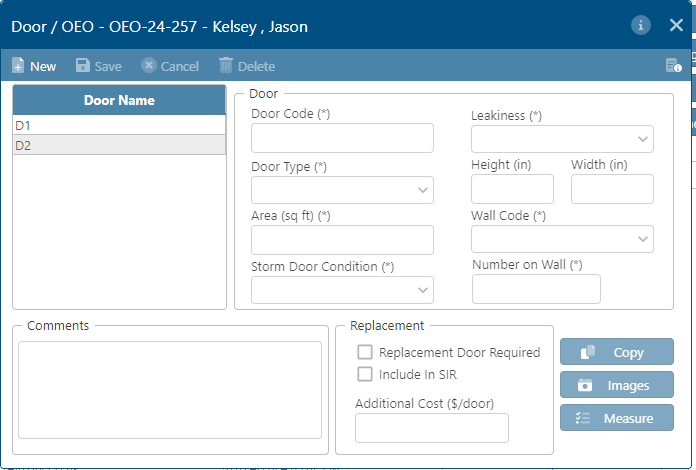 Door / OEO - OEO-24-257 - Kelsey , Jason
New Save Cancel Delete
Door Name
D1
D2
Door
Door Code (*)
Leakiness (*)
Door Type (*)
Height (in)
Width (in)
Area (sq ft) (*)
Wall Code (*)
Storm Door Condition (*)
Number on Wall (*)
Comments
Replacement
Replacement Door Required
Include In SIR
Additional Cost ($/door)
Copy
Images
Measure